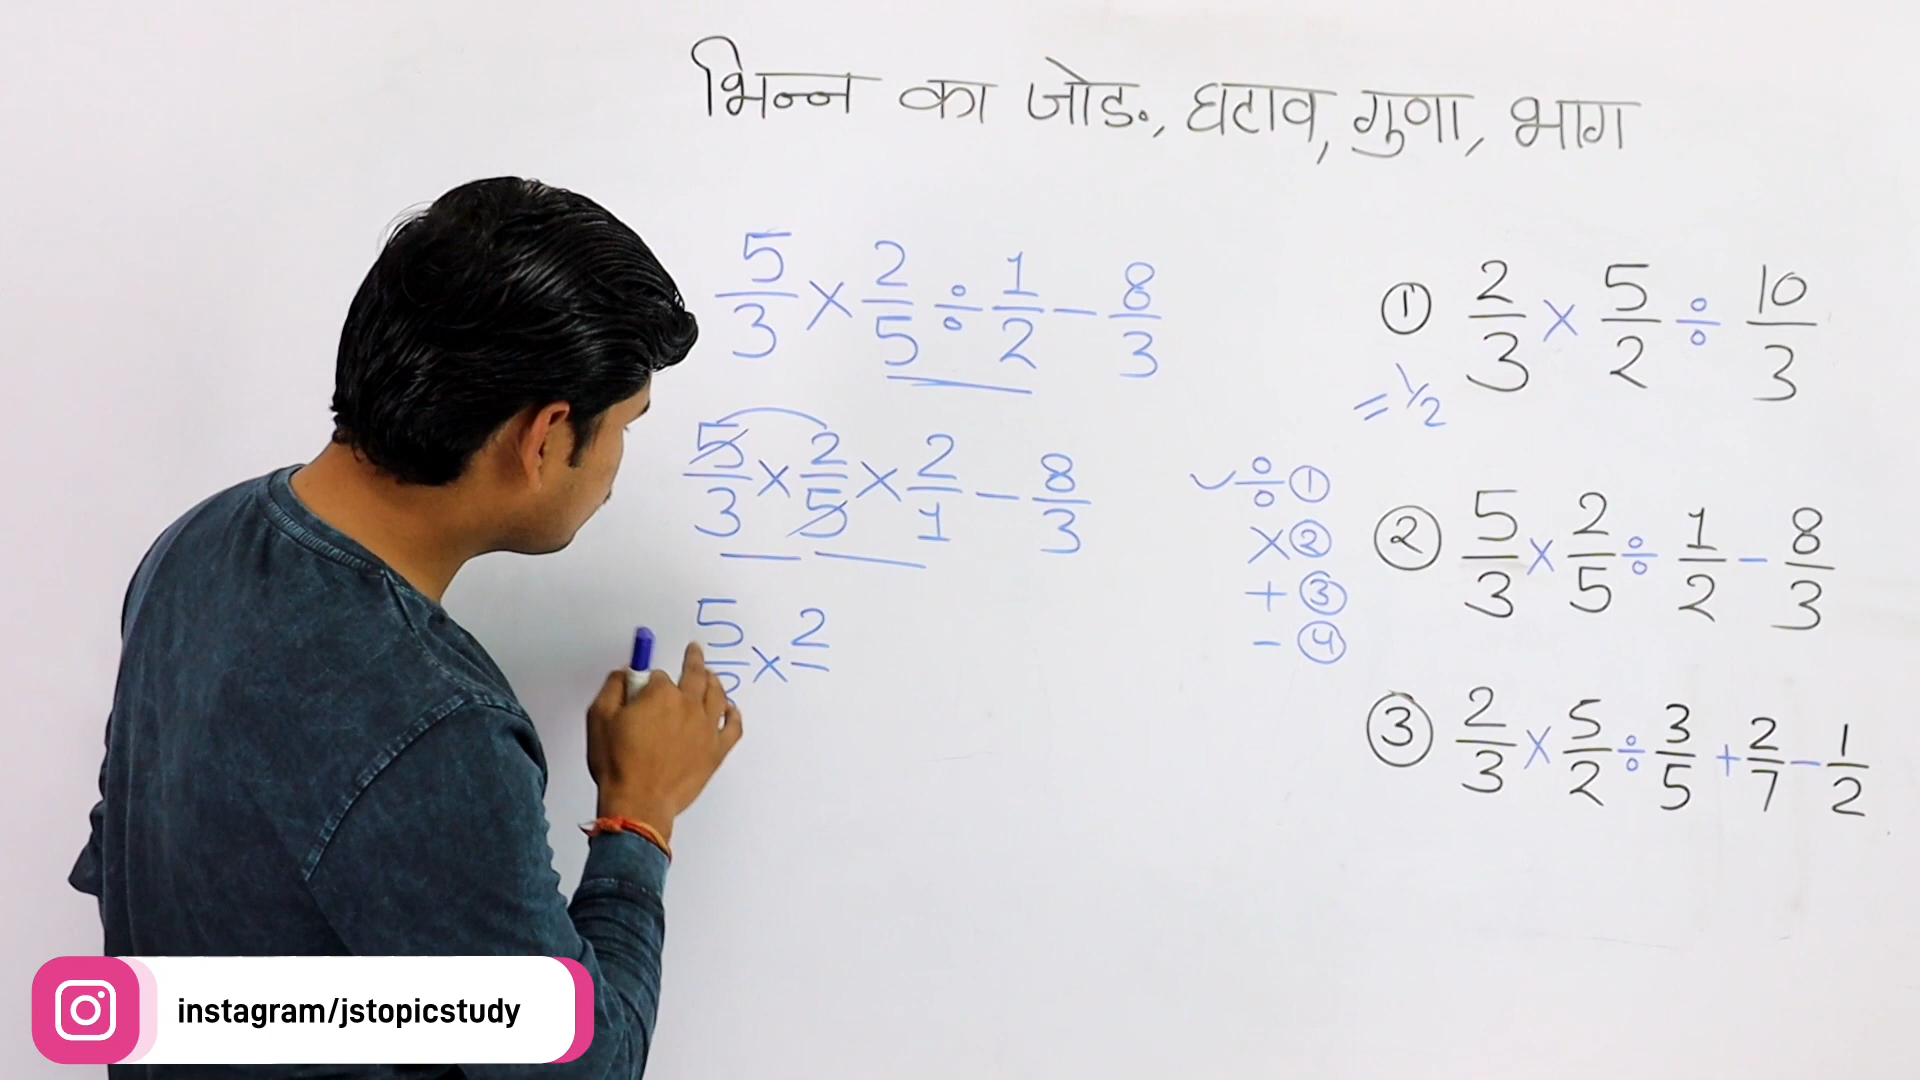 भिन्न का जोड़, घटाव, गुणा, भाग
5/3 × 2/5 ÷ 1/2 − 8/3
5/3 × 2/5 × 2/1 − 8/3
5/3 × 2
÷ ①
× ②
+ ③
− ④
① 2/3 × 5/2 ÷ 10/3
= 1/2
② 5/3 × 2/5 ÷ 1/2 − 8/3
③ 2/3 × 5/2 ÷ 3/5 + 2/7 − 1/2
instagram/jstopicstudy